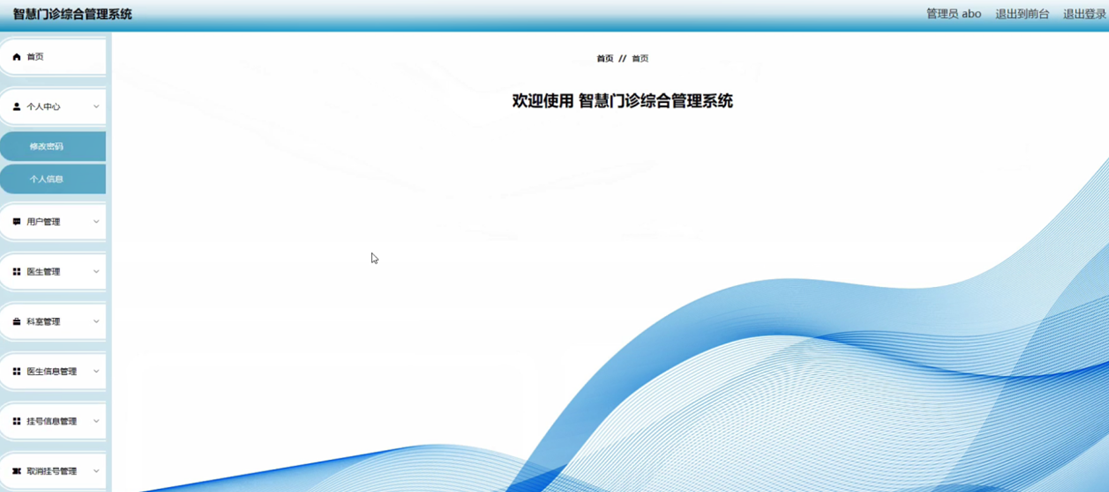 智慧门诊综合管理系统
管理员 abo 退出到前台 退出登录
首页
个人中心
修改密码
个人信息
用户管理
医生管理
科室管理
医生信息管理
挂号信息管理
取消挂号管理
首页 // 首页
欢迎使用 智慧门诊综合管理系统